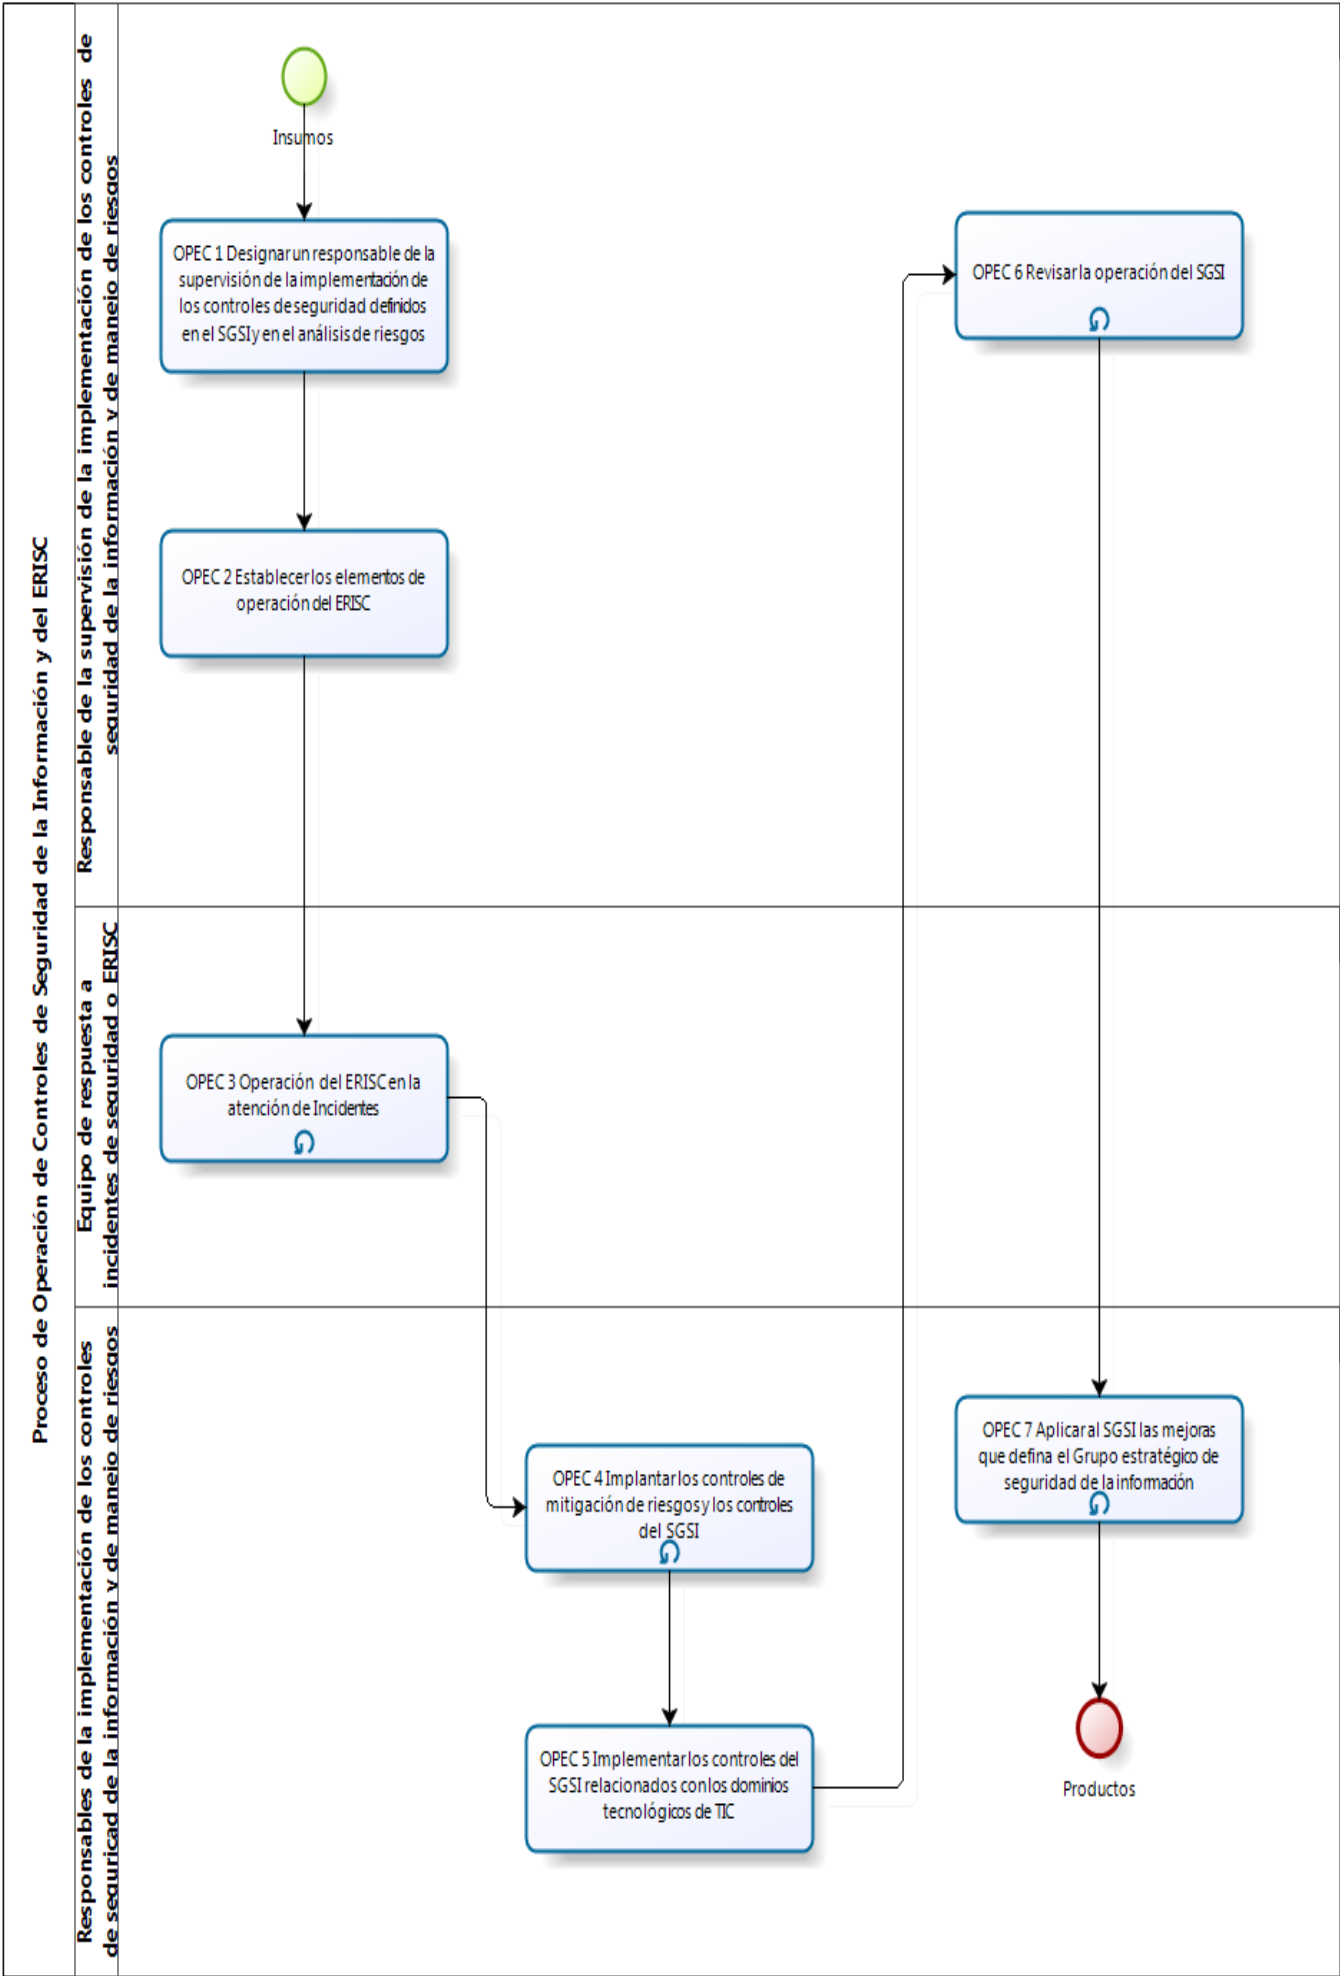 Proceso de Operación de Controles de Seguridad de la Información y del ERISC
Responsable de la supervisión de la implementación de los controles de
seguridad de la información y de manejo de riesgos
Insumos
OPEC 1 Designar un responsable de la
supervisión de la implementación de
los controles de seguridad definidos
en el SGSI y en el análisis de riesgos
OPEC 2 Establecer los elementos de
operación del ERISC
OPEC 6 Revisar la operación del SGSI
Equipo de respuesta a
incidentes de seguridad o ERISC
OPEC 3 Operación del ERISC en la
atención de Incidentes
Responsables de la implementación de los controles
de seguricad de la información y de manejo de riesgos
OPEC 4 Implantar los controles de
mitigación de riesgos y los controles
del SGSI
OPEC 5 Implementar los controles del
SGSI relacionados con los dominios
tecnológicos de TIC
OPEC 7 Aplicar al SGSI las mejoras
que defina el Grupo estratégico de
seguridad de la información
Productos